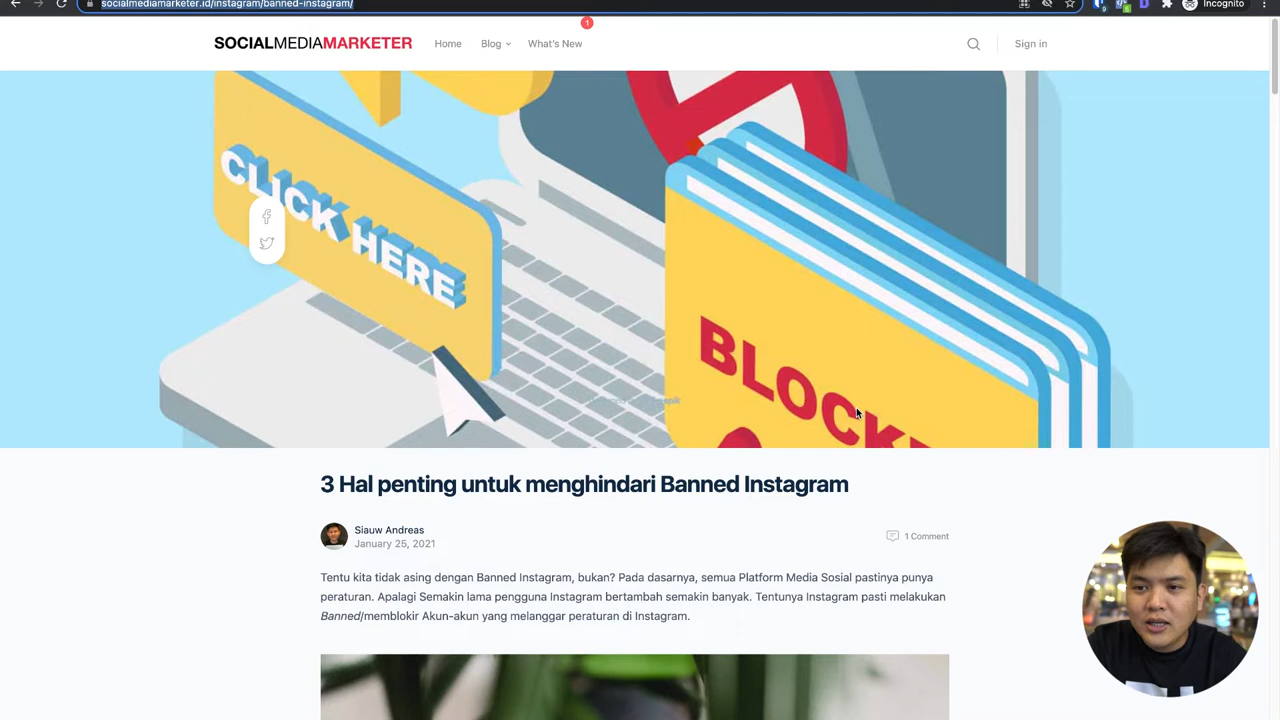 socialmediamarketer.id/instagram/banned-instagram/
Incognito
1
SOCIALMEDIAMARKETER
Home
Blog
What's New
Sign in
CLICK HERE
3 Hal penting untuk menghindari Banned Instagram
Siauw Andreas
January 25, 2021
1 Comment
Tentu kita tidak asing dengan Banned Instagram, bukan? Pada dasarnya, semua Platform Media Sosial pastinya punya
peraturan. Apalagi Semakin lama pengguna Instagram bertambah semakin banyak. Tentunya Instagram pasti melakukan
Banned/memblokir Akun-akun yang melanggar peraturan di Instagram.